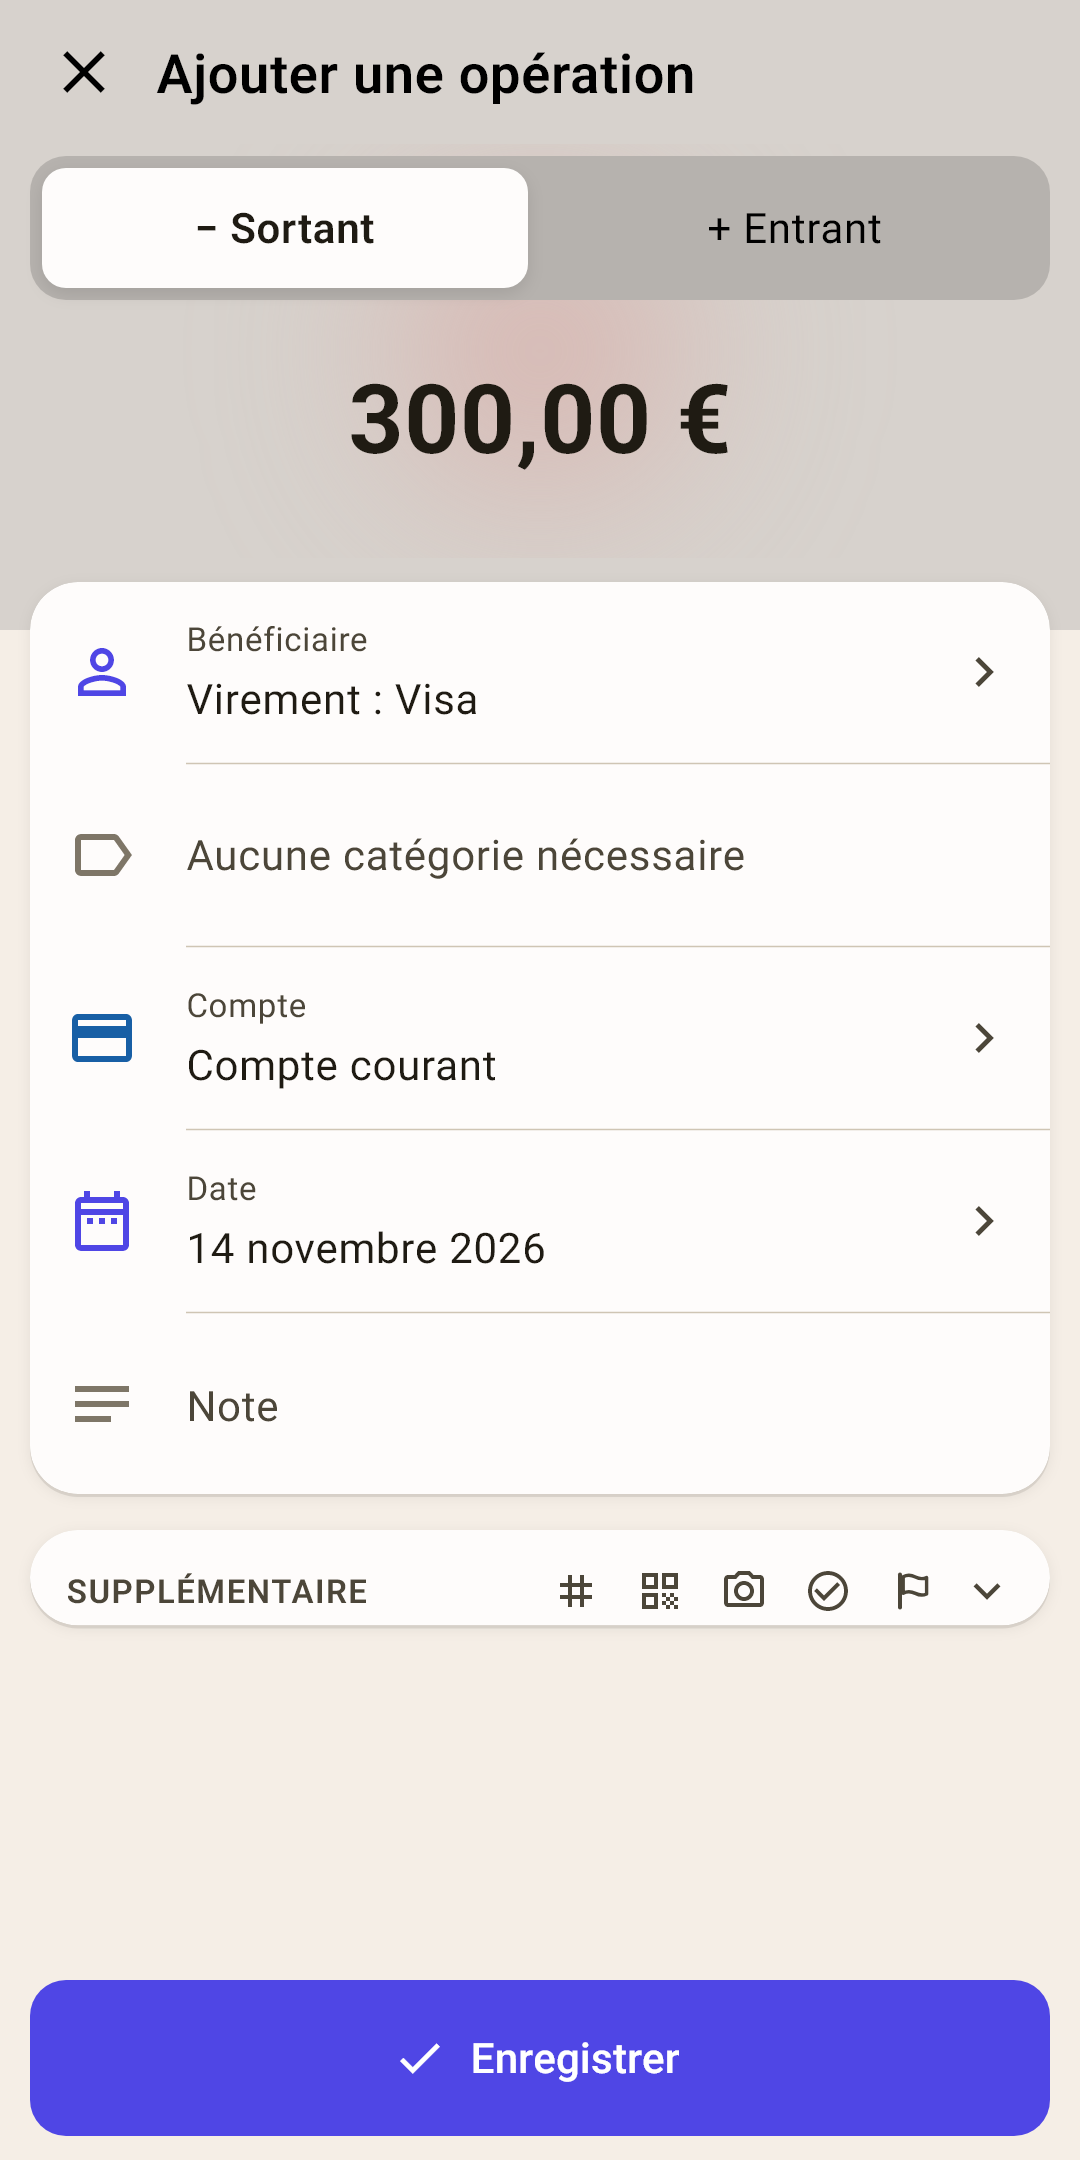 Ajouter une opération
− Sortant
+ Entrant
300,00 €
Bénéficiaire
Virement : Visa
Aucune catégorie nécessaire
Compte
Compte courant
Date
14 novembre 2026
Note
SUPPLÉMENTAIRE
Enregistrer